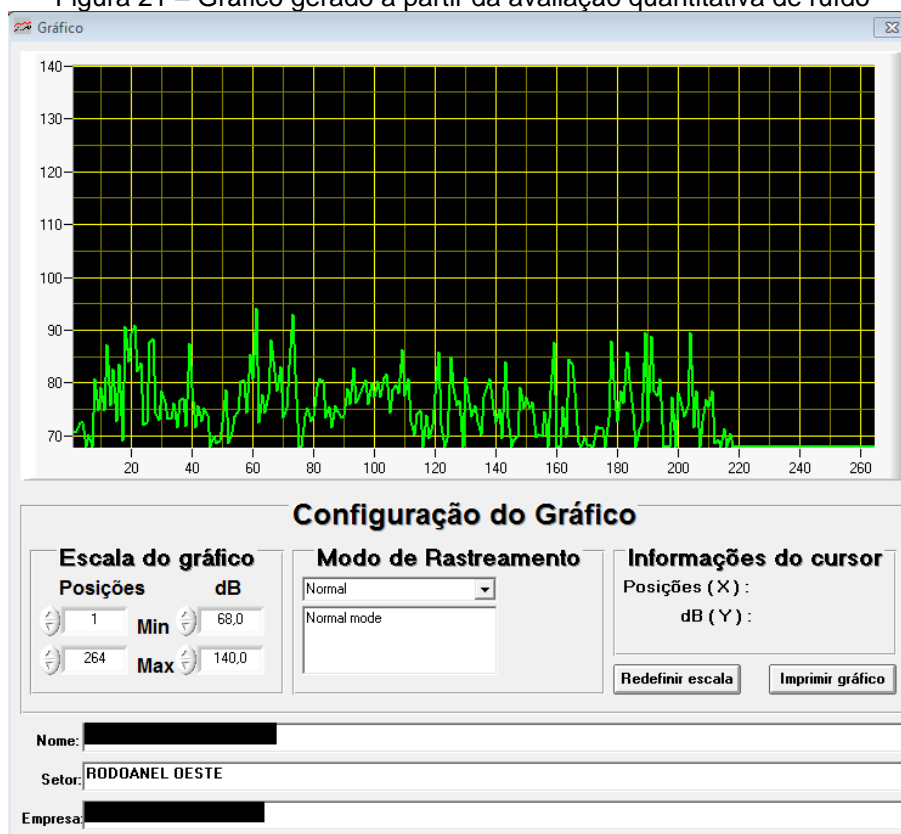 Figura 21 – Gráfico gerado a partir da avaliação quantitativa de ruído
Gráfico
140
130
120
110
100
90
80
70
20 40 60 80 100 120 140 160 180 200 220 240 260
Configuração do Gráfico
Escala do gráfico
Posições dB
1 Min 68,0
264 Max 140,0
Modo de Rastreamento
Normal
Normal mode
Informações do cursor
Posições ( X ) :
dB ( Y ) :
Redefinir escala Imprimir gráfico
Nome:
Setor: RODOANEL OESTE
Empresa: